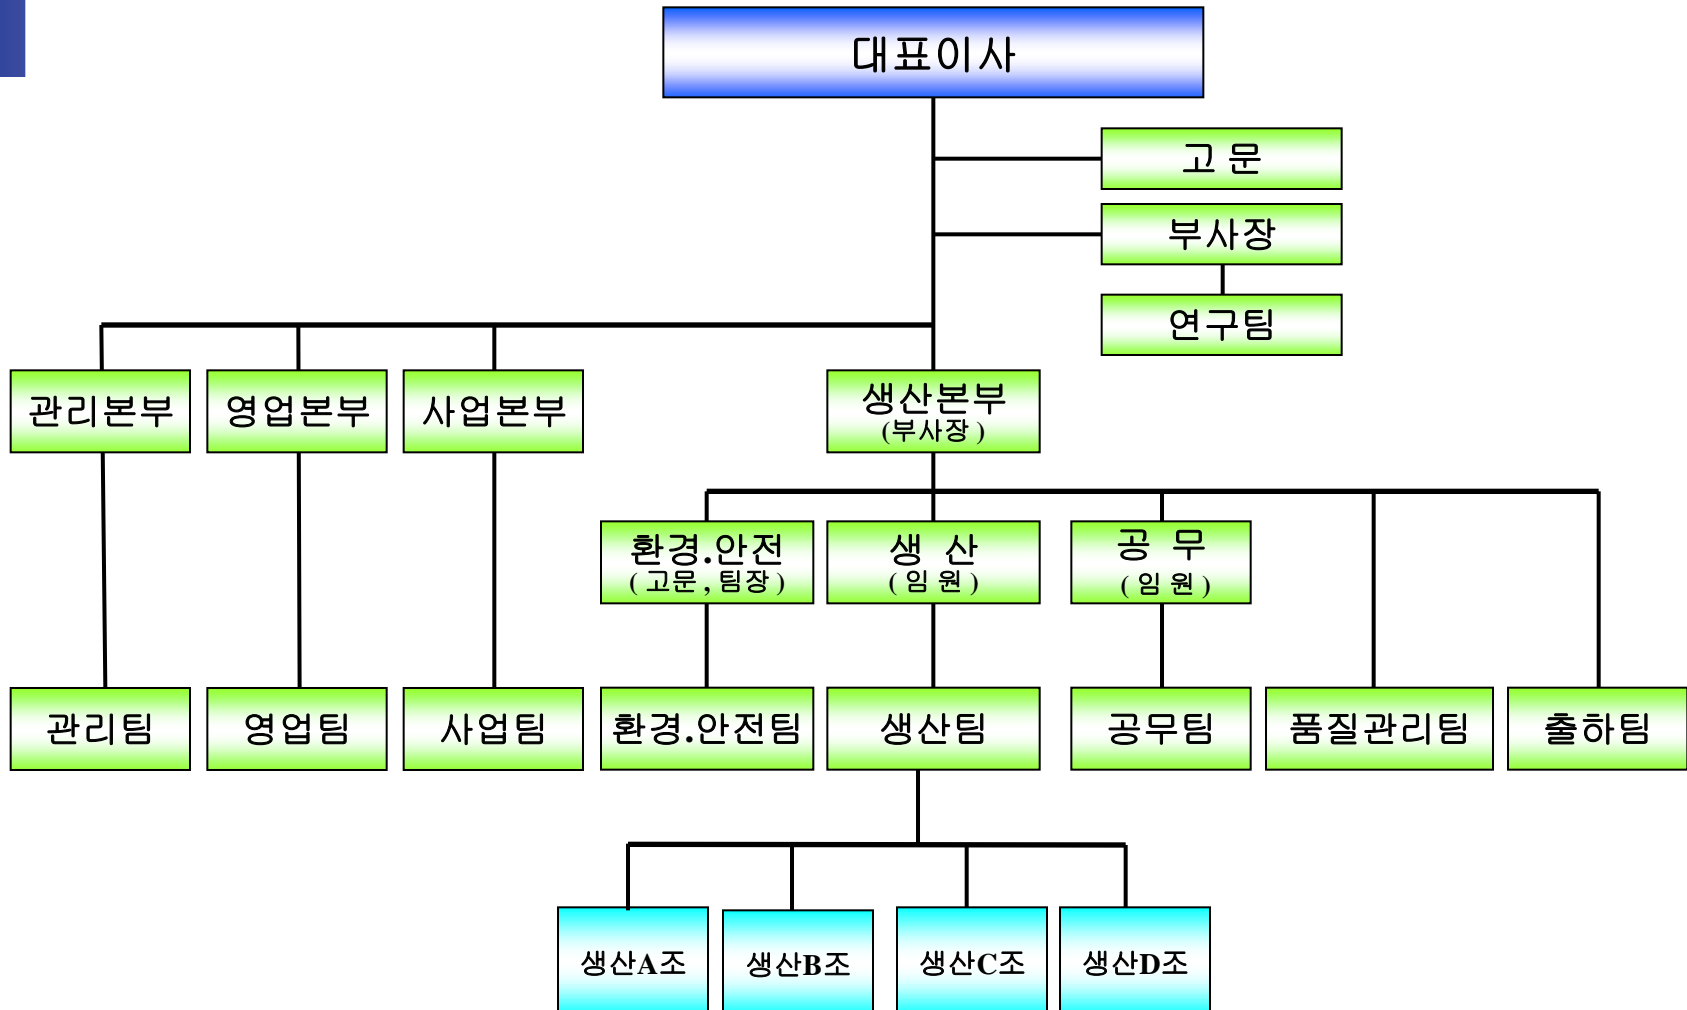 대표이사
고 문
부사장
연구팀
관리본부
영업본부
사업본부
생산본부
(부사장 )
환경.안전
( 고문 , 팀장 )
생 산
( 임 원 )
공 무
( 임 원 )
관리팀
영업팀
사업팀
환경.안전팀
생산팀
공무팀
품질관리팀
출하팀
생산A조
생산B조
생산C조
생산D조